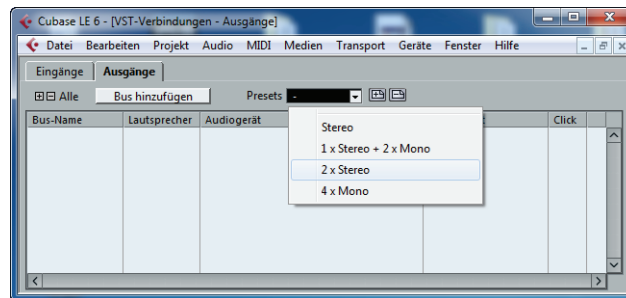 Cubase LE 6 - [VST-Verbindungen - Ausgänge]
Datei Bearbeiten Projekt Audio MIDI Medien Transport Geräte Fenster Hilfe
Eingänge Ausgänge
Alle Bus hinzufügen Presets -
Bus-Name Lautsprecher Audiogerät Click
Stereo
1 x Stereo + 2 x Mono
2 x Stereo
4 x Mono